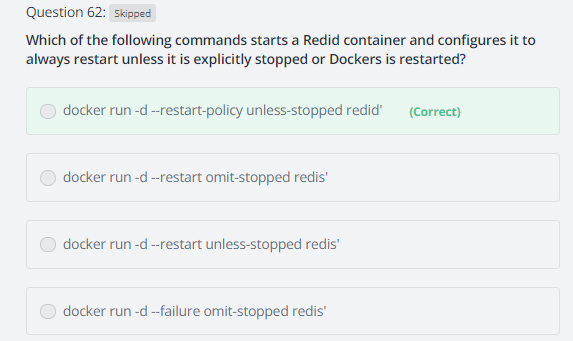 Question 62: Skipped
Which of the following commands starts a Redid container and configures it to
always restart unless it is explicitly stopped or Dockers is restarted?
docker run -d --restart-policy unless-stopped redid' (Correct)
docker run -d --restart omit-stopped redis'
docker run -d --restart unless-stopped redis'
docker run -d --failure omit-stopped redis'